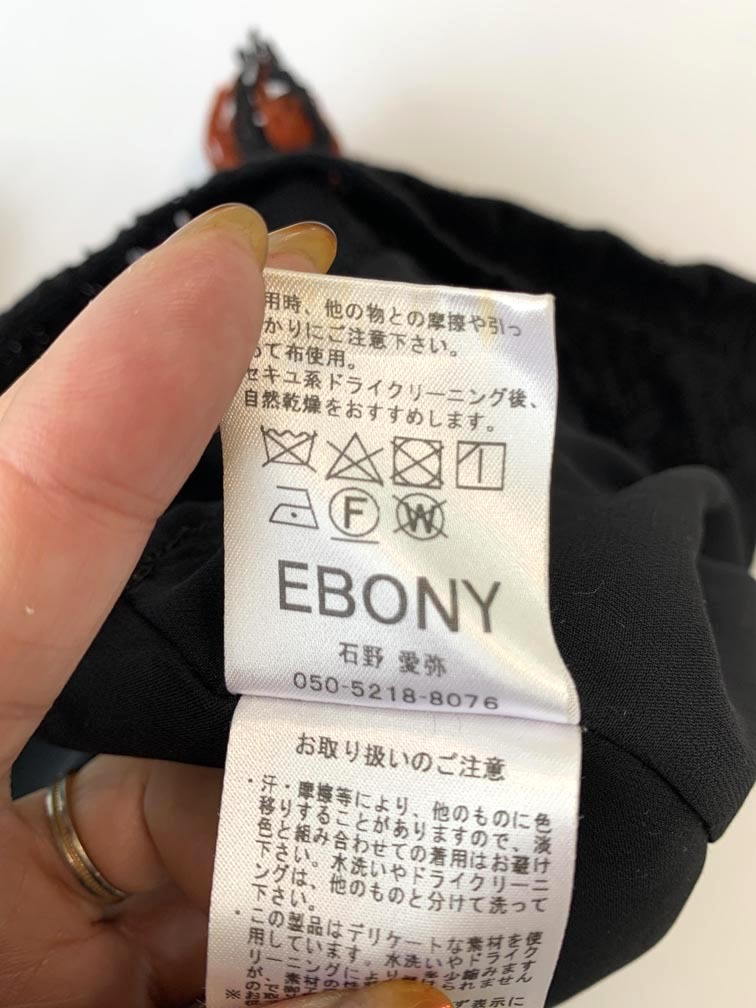 用時、他の物との摩擦や引っ
かりにご注意下さい。
て布使用。
セキユ系ドライクリーニング後、
自然乾燥をおすすめします。
F W
EBONY
石野 愛弥
050-5218-8076
お取り扱いのご注意
・汗・摩擦等により、他のものに色
移りすることがありますので、淡
色と組み合わせての着用はお避け
下さい。水洗いやドライクリーニ
ングは、他のものと分けて洗って
下さい。
・この製品はデリケートな素材を使
用しています。水洗いやドライク
リーニングによ
が、素材
※お